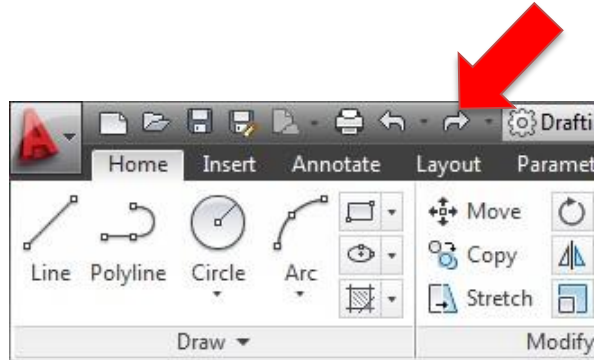 Drafti
Home Insert Annotate Layout Paramet
Move
Copy
Line Polyline Circle Arc
Stretch
Draw Modify